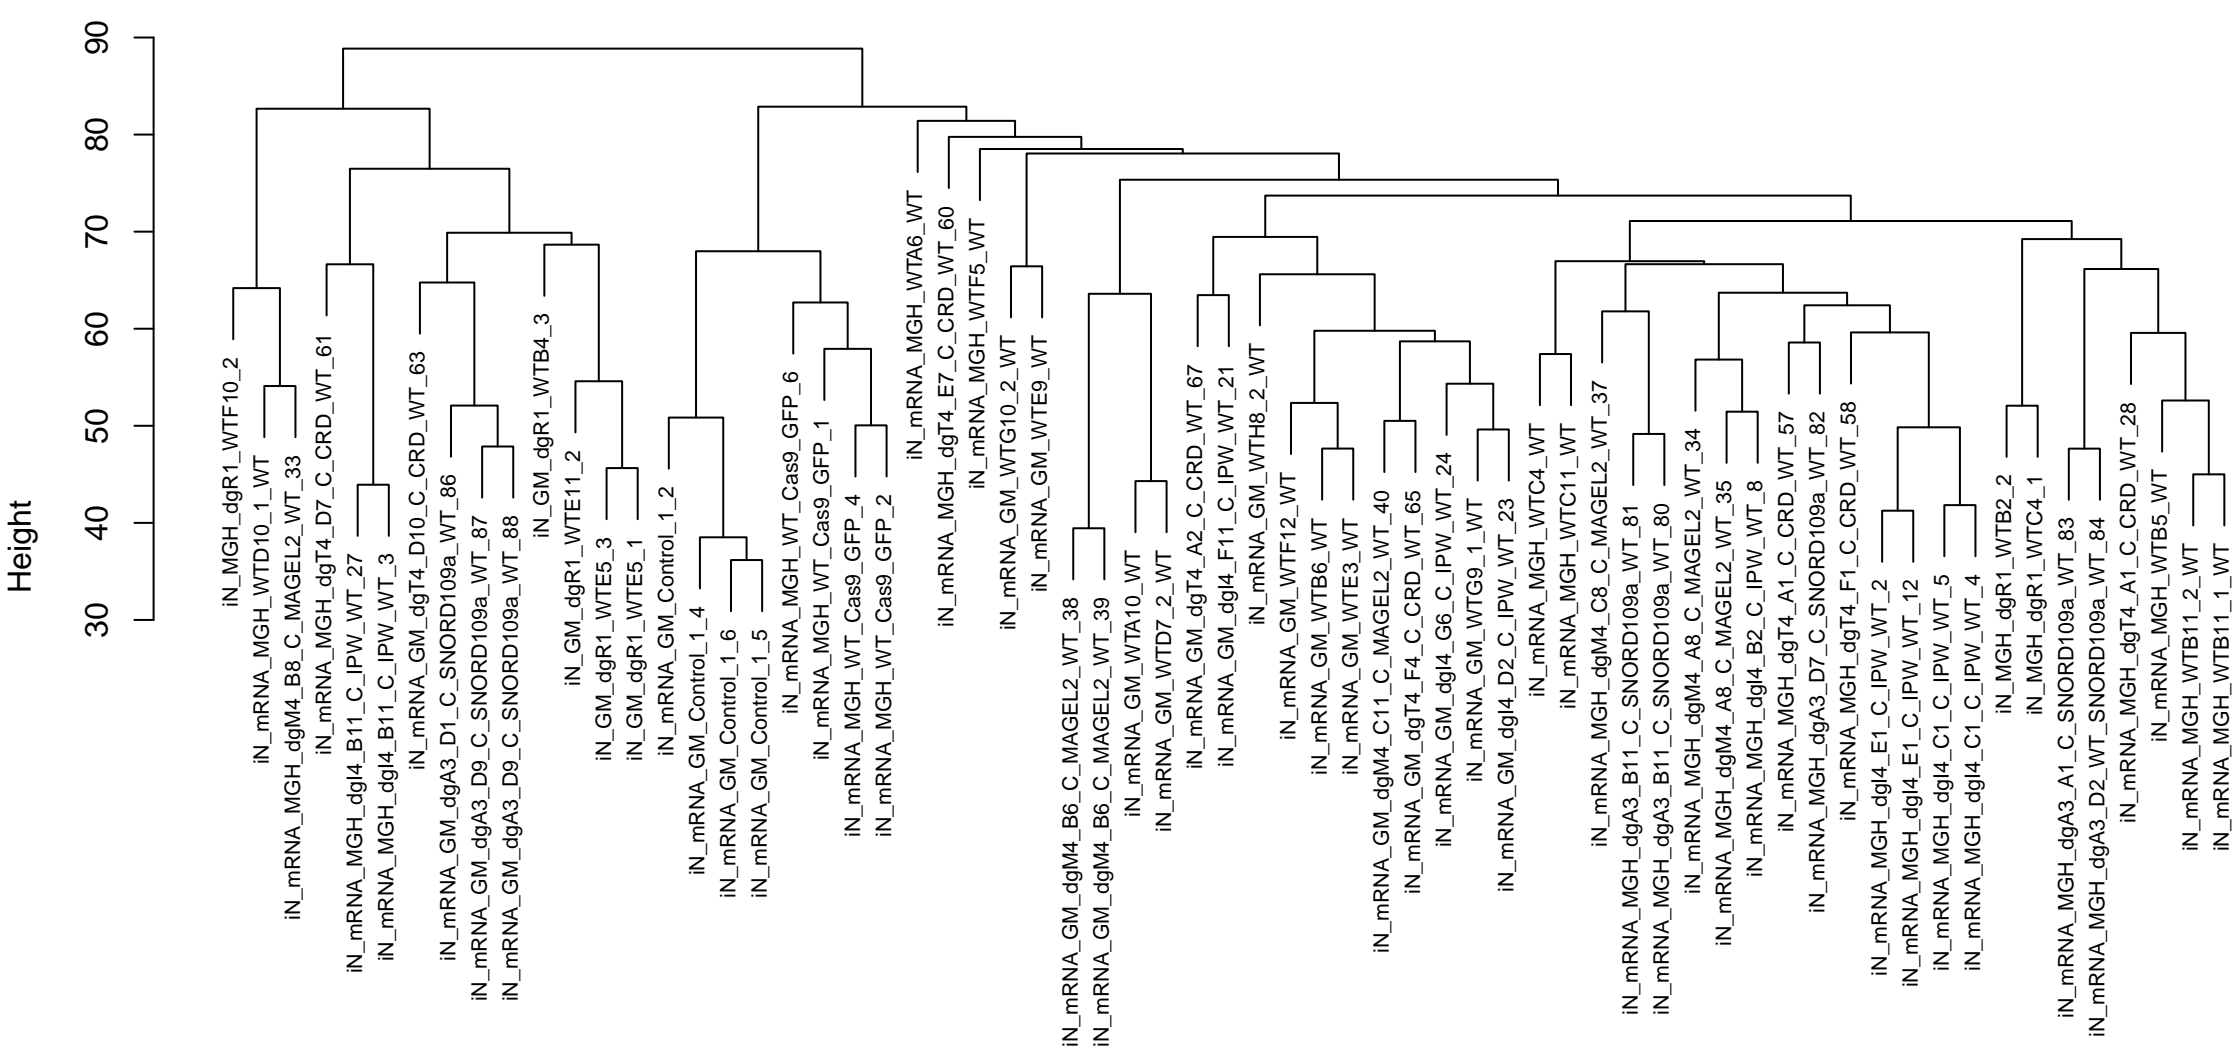 Height
90
80
70
60
50
40
30
iN_MGH_dgR1_WTF10_2
iN_mRNA_MGH_WTD10_1_WT
iN_mRNA_MGH_dgM4_B8_C_MAGEL2_WT_33
iN_mRNA_MGH_dgT4_D7_C_CRD_WT_61
iN_mRNA_MGH_dgI4_B11_C_IPW_WT_27
iN_mRNA_MGH_dgI4_B11_C_IPW_WT_3
iN_mRNA_GM_dgT4_D10_C_CRD_WT_63
iN_mRNA_GM_dgA3_D1_C_SNORD109a_WT_86
iN_mRNA_GM_dgA3_D9_C_SNORD109a_WT_87
iN_mRNA_GM_dgA3_D9_C_SNORD109a_WT_88
iN_GM_dgR1_WTB4_3
iN_GM_dgR1_WTE11_2
iN_GM_dgR1_WTE5_3
iN_GM_dgR1_WTE5_1
iN_mRNA_GM_Control_1_2
iN_mRNA_GM_Control_1_4
iN_mRNA_GM_Control_1_6
iN_mRNA_GM_Control_1_5
iN_mRNA_MGH_WT_Cas9_GFP_6
iN_mRNA_MGH_WT_Cas9_GFP_1
iN_mRNA_MGH_WT_Cas9_GFP_4
iN_mRNA_MGH_WT_Cas9_GFP_2
iN_mRNA_MGH_WTA6_WT
iN_mRNA_MGH_dgT4_E7_C_CRD_WT_60
iN_mRNA_MGH_WTF5_WT
iN_mRNA_GM_WTG10_2_WT
iN_mRNA_GM_WTE9_WT
iN_mRNA_GM_dgM4_B6_C_MAGEL2_WT_38
iN_mRNA_GM_dgM4_B6_C_MAGEL2_WT_39
iN_mRNA_GM_WTA10_WT
iN_mRNA_GM_WTD7_2_WT
iN_mRNA_GM_dgT4_A2_C_CRD_WT_67
iN_mRNA_GM_dgI4_F11_C_IPW_WT_21
iN_mRNA_GM_WTH8_2_WT
iN_mRNA_GM_WTF12_WT
iN_mRNA_GM_WTB6_WT
iN_mRNA_GM_WTE3_WT
iN_mRNA_GM_dgM4_C11_C_MAGEL2_WT_40
iN_mRNA_GM_dgT4_F4_C_CRD_WT_65
iN_mRNA_GM_dgI4_G6_C_IPW_WT_24
iN_mRNA_GM_WTG9_1_WT
iN_mRNA_GM_dgI4_D2_C_IPW_WT_23
iN_mRNA_MGH_WTC4_WT
iN_mRNA_MGH_WTC11_WT
iN_mRNA_MGH_dgM4_C8_C_MAGEL2_WT_37
iN_mRNA_MGH_dgA3_B11_C_SNORD109a_WT_81
iN_mRNA_MGH_dgA3_B11_C_SNORD109a_WT_80
iN_mRNA_MGH_dgM4_A8_C_MAGEL2_WT_34
iN_mRNA_MGH_dgM4_A8_C_MAGEL2_WT_35
iN_mRNA_MGH_dgI4_B2_C_IPW_WT_8
iN_mRNA_MGH_dgT4_A1_C_CRD_WT_57
iN_mRNA_MGH_dgA3_D7_C_SNORD109a_WT_82
iN_mRNA_MGH_dgT4_F1_C_CRD_WT_58
iN_mRNA_MGH_dgI4_E1_C_IPW_WT_2
iN_mRNA_MGH_dgI4_E1_C_IPW_WT_12
iN_mRNA_MGH_dgI4_C1_C_IPW_WT_5
iN_mRNA_MGH_dgI4_C1_C_IPW_WT_4
iN_MGH_dgR1_WTB2_2
iN_MGH_dgR1_WTC4_1
iN_mRNA_MGH_dgA3_A1_C_SNORD109a_WT_83
iN_mRNA_MGH_dgA3_D2_WT_SNORD109a_WT_84
iN_mRNA_MGH_dgT4_A1_C_CRD_WT_28
iN_mRNA_MGH_WTB5_WT
iN_mRNA_MGH_WTB11_2_WT
iN_mRNA_MGH_WTB11_1_WT